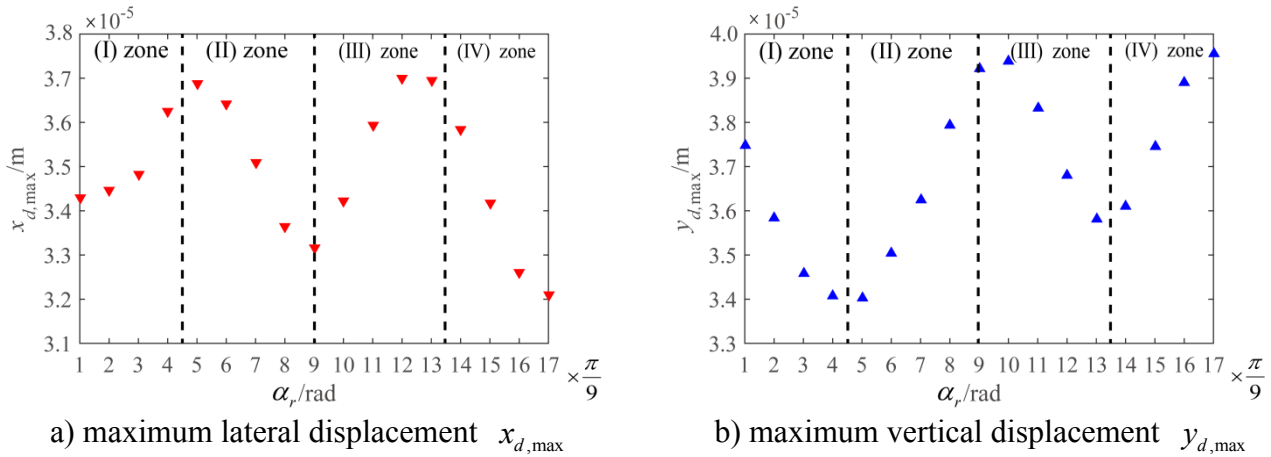 ×10⁻⁵
3.8
3.7
3.6
3.5
3.4
3.3
3.2
3.1
x_{d,max}/m
(I) zone
(II) zone
(III) zone
(IV) zone
1 2 3 4 5 6 7 8 9 10 11 12 13 14 15 16 17
× π/9
α_r/rad
a) maximum lateral displacement x_{d,max}
×10⁻⁵
4.0
3.9
3.8
3.7
3.6
3.5
3.4
3.3
y_{d,max}/m
(I) zone
(II) zone
(III) zone
(IV) zone
1 2 3 4 5 6 7 8 9 10 11 12 13 14 15 16 17
× π/9
α_r/rad
b) maximum vertical displacement y_{d,max}